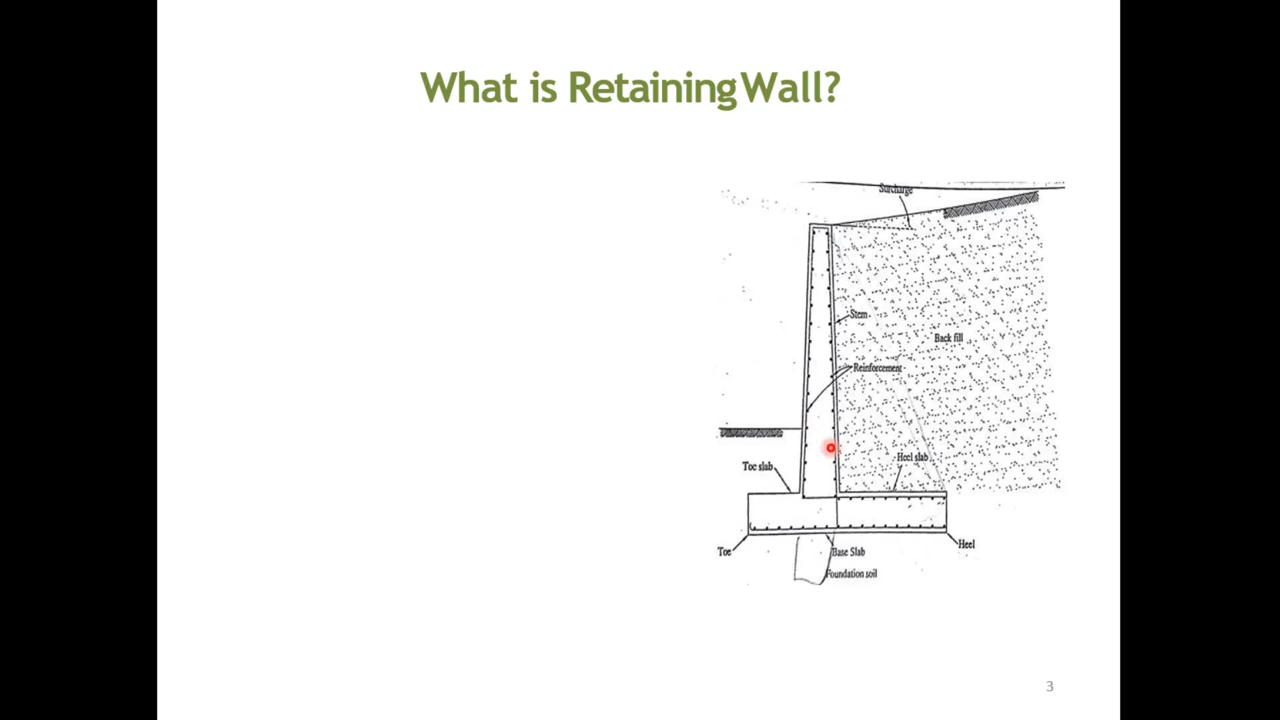 What is Retaining Wall?
Surcharge
Stem
Back fill
Reinforcement
Heel slab
Toe slab
Toe
Base Slab
Heel
Foundation soil
3